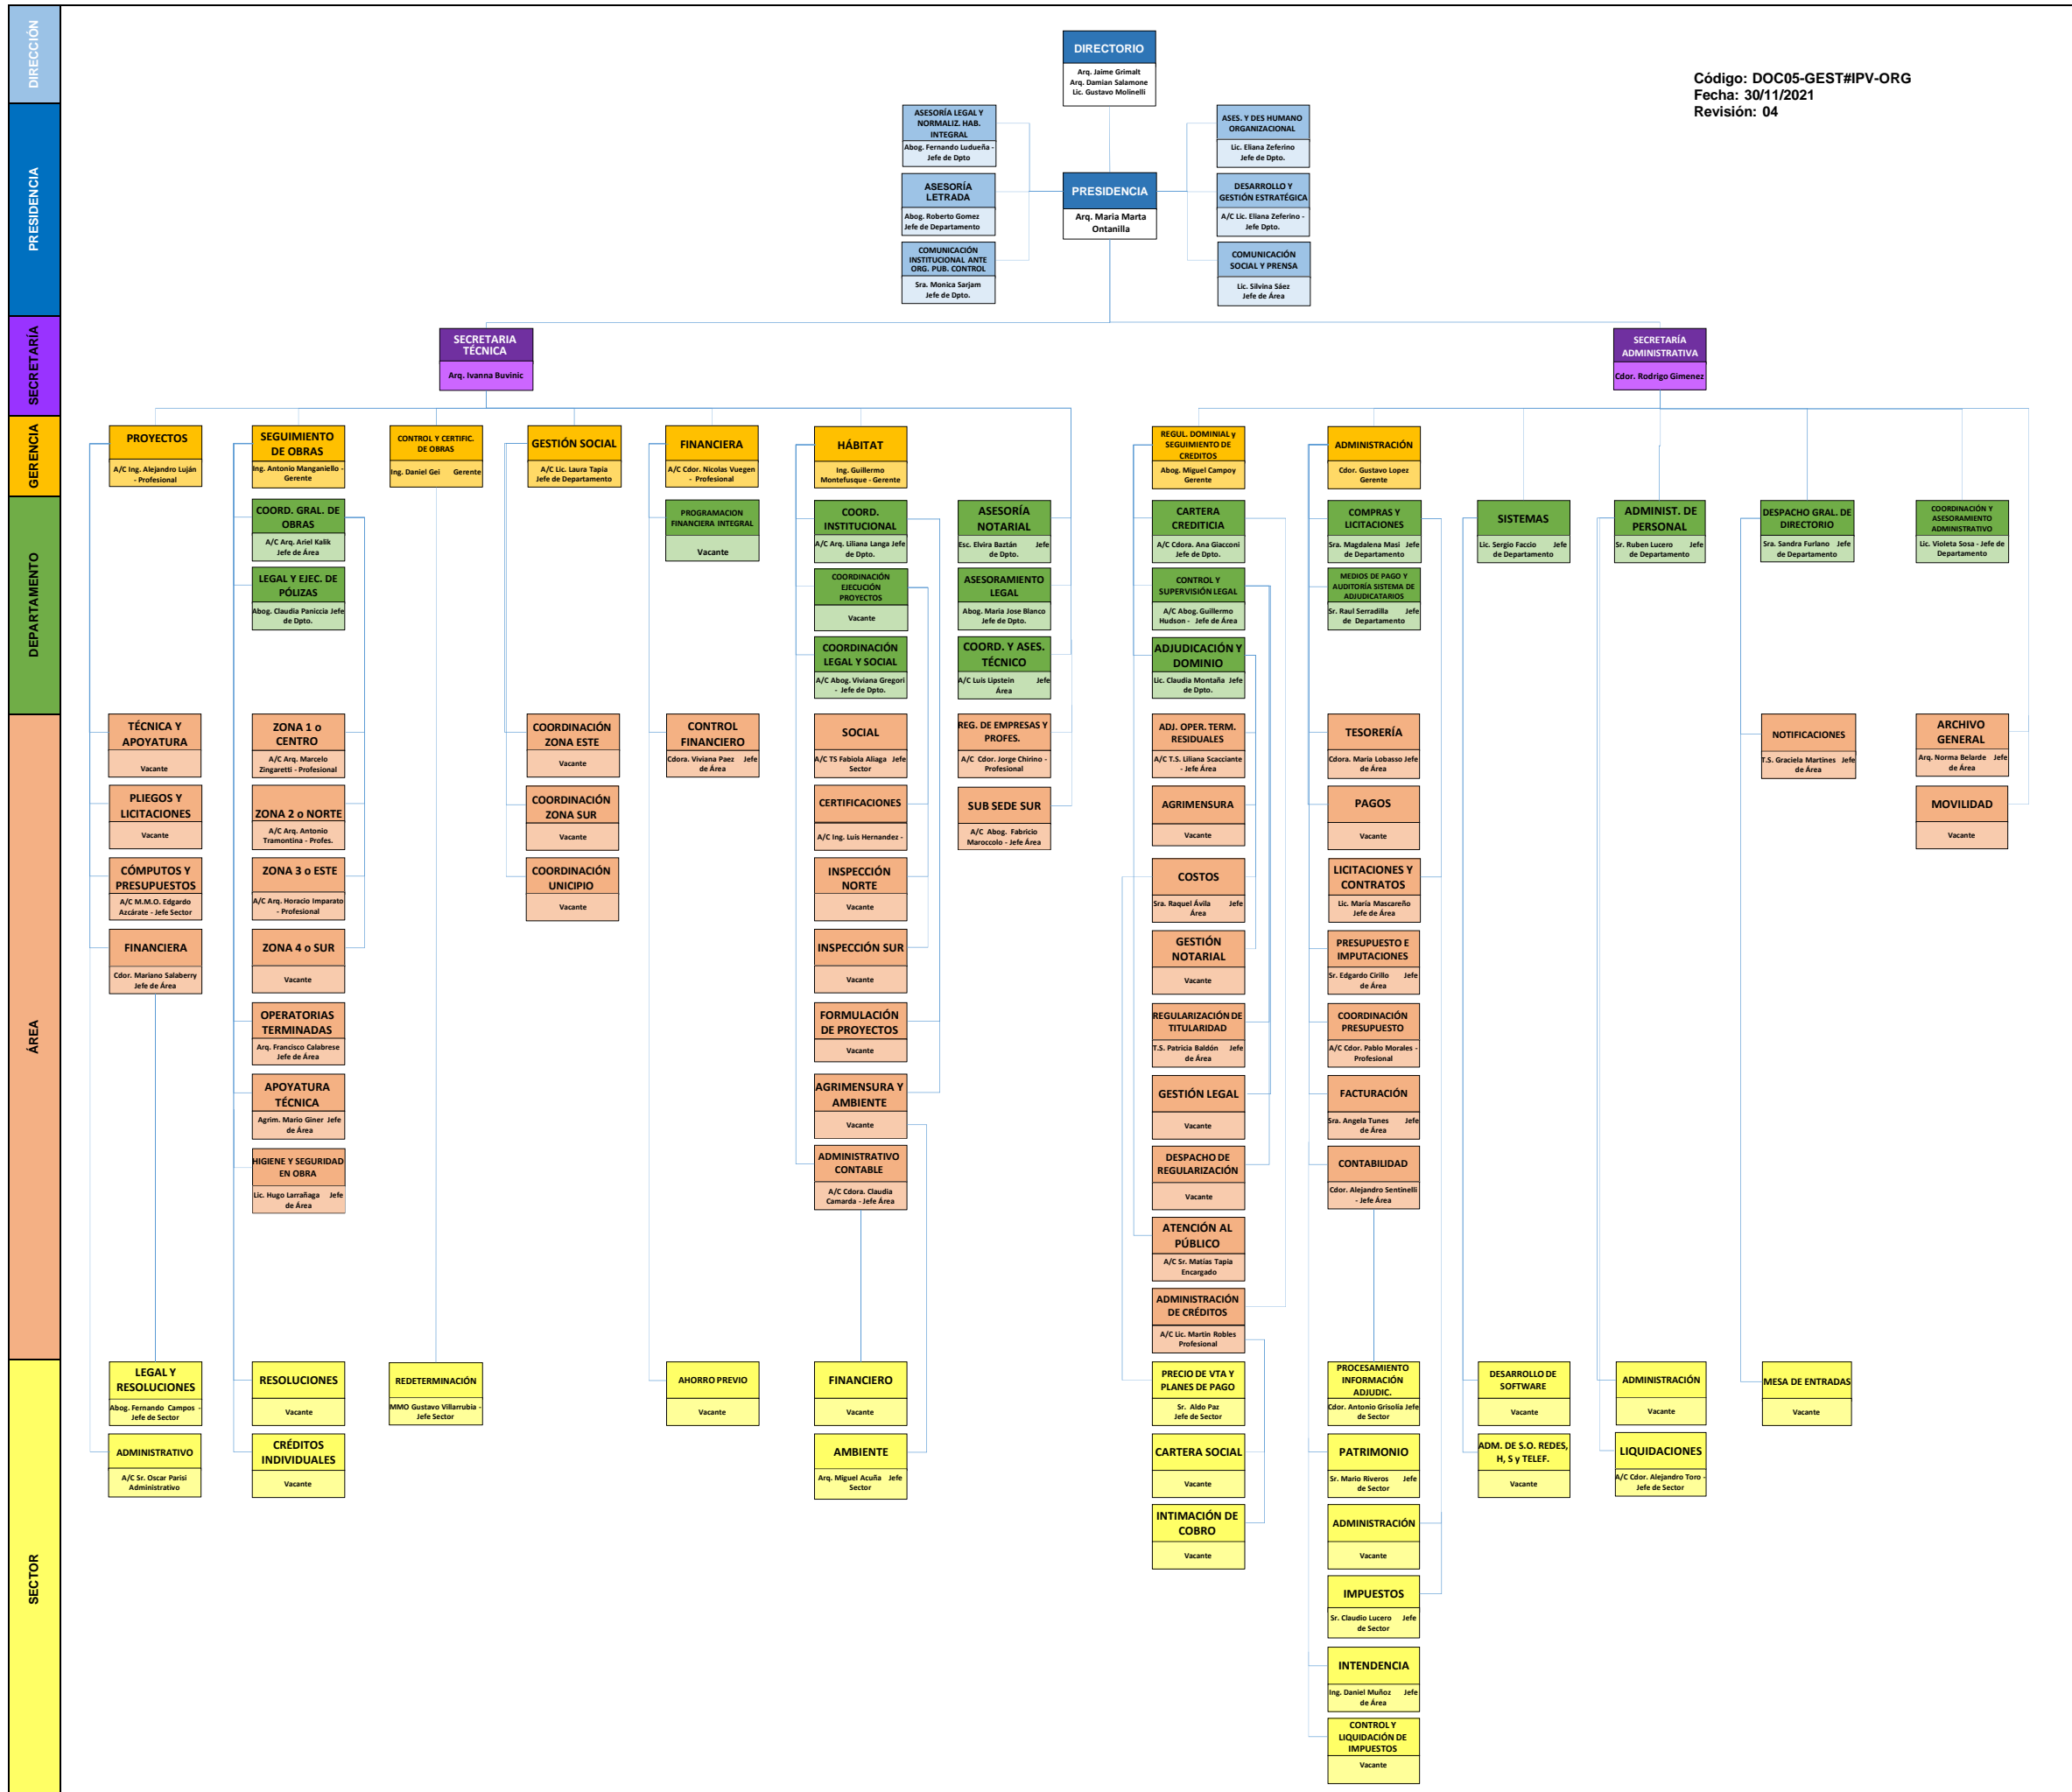 DIRECCIÓN
DIRECTORIO
Arq. Jaime Grimalt
Arq. Damian Salamone
Lic. Gustavo Molinelli
Código: DOC05-GEST#IPV-ORG
Fecha: 30/11/2021
Revisión: 04
PRESIDENCIA
ASESORÍA LEGAL Y
NORMALIZ. HAB.
INTEGRAL
Abog. Fernando Ludueña -
Jefe de Dpto
ASES. Y DES HUMANO
ORGANIZACIONAL
Lic. Eliana Zeferino
Jefe de Dpto.
ASESORÍA
LETRADA
Abog. Roberto Gomez
Jefe de Departamento
PRESIDENCIA
Arq. Maria Marta
Ontanilla
DESARROLLO Y
GESTIÓN ESTRATÉGICA
A/C Lic. Eliana Zeferino -
Jefe Dpto.
COMUNICACIÓN
INSTITUCIONAL ANTE
ORG. PUB. CONTROL
Sra. Monica Sarjam
Jefe de Dpto.
COMUNICACIÓN
SOCIAL Y PRENSA
Lic. Silvina Sáez
Jefe de Área
SECRETARÍA
SECRETARIA
TÉCNICA
Arq. Ivanna Buvinic
SECRETARÍA
ADMINISTRATIVA
Cdor. Rodrigo Gimenez
GERENCIA
PROYECTOS
A/C Ing. Alejandro Luján
- Profesional
SEGUIMIENTO
DE OBRAS
Ing. Antonio Manganiello -
Gerente
CONTROL Y CERTIFIC.
DE OBRAS
Ing. Daniel Gei Gerente
GESTIÓN SOCIAL
A/C Lic. Laura Tapia
Jefe de Departamento
FINANCIERA
A/C Cdor. Nicolas Vuegen
- Profesional
HÁBITAT
Ing. Guillermo
Montefusque - Gerente
REGUL. DOMINIAL y
SEGUIMIENTO DE
CREDITOS
Abog. Miguel Campoy
Gerente
ADMINISTRACIÓN
Cdor. Gustavo Lopez
Gerente
DEPARTAMENTO
COORD. GRAL. DE
OBRAS
A/C Arq. Ariel Kalik
Jefe de Área
PROGRAMACION
FINANCIERA INTEGRAL
Vacante
COORD.
INSTITUCIONAL
A/C Arq. Liliana Langa Jefe
de Dpto.
ASESORÍA
NOTARIAL
Esc. Elvira Baztán Jefe
de Dpto.
CARTERA
CREDITICIA
A/C Cdora. Ana Giacconi
Jefe de Dpto.
COMPRAS Y
LICITACIONES
Sra. Magdalena Masi Jefe
de Departamento
SISTEMAS
Lic. Sergio Faccio Jefe
de Departamento
ADMINIST. DE
PERSONAL
Sr. Ruben Lucero Jefe
de Departamento
DESPACHO GRAL. DE
DIRECTORIO
Sra. Sandra Furlano Jefe
de Departamento
COORDINACIÓN Y
ASESORAMIENTO
ADMINISTRATIVO
Lic. Violeta Sosa - Jefe de
Departamento
LEGAL Y EJEC. DE
PÓLIZAS
Abog. Claudia Paniccia Jefe
de Dpto.
COORDINACIÓN
EJECUCIÓN
PROYECTOS
Vacante
ASESORAMIENTO
LEGAL
Abog. Maria Jose Blanco
Jefe de Dpto.
CONTROL Y
SUPERVISIÓN LEGAL
A/C Abog. Guillermo
Hudson - Jefe de Área
MEDIOS DE PAGO Y
AUDITORÍA SISTEMA DE
ADJUDICATARIOS
Sr. Raul Serradilla Jefe
de Departamento
COORDINACIÓN
LEGAL Y SOCIAL
A/C Abog. Viviana Gregori
- Jefe de Dpto.
COORD. Y ASES.
TÉCNICO
A/C Luis Lipstein Jefe
Área
ADJUDICACIÓN Y
DOMINIO
Lic. Claudia Montaña Jefe
de Dpto.
ÁREA
TÉCNICA Y
APOYATURA
Vacante
ZONA 1 o
CENTRO
A/C Arq. Marcelo
Zingaretti - Profesional
COORDINACIÓN
ZONA ESTE
Vacante
CONTROL
FINANCIERO
Cdora. Viviana Paez Jefe
de Área
SOCIAL
A/C TS Fabiola Aliaga Jefe
Sector
REG. DE EMPRESAS Y
PROFES.
A/C Cdor. Jorge Chirino -
Profesional
ADJ. OPER. TERM.
RESIDUALES
A/C T.S. Liliana Scacciante
- Jefe Área
TESORERÍA
Cdora. Maria Lobasso Jefe
de Área
NOTIFICACIONES
T.S. Graciela Martines Jefe
de Área
ARCHIVO
GENERAL
Arq. Norma Belarde Jefe
de Área
PLIEGOS Y
LICITACIONES
Vacante
ZONA 2 o NORTE
A/C Arq. Antonio
Tramontina - Profes.
COORDINACIÓN
ZONA SUR
Vacante
CERTIFICACIONES
A/C Ing. Luis Hernandez -
SUB SEDE SUR
A/C Abog. Fabricio
Maroccolo - Jefe Área
AGRIMENSURA
Vacante
PAGOS
Vacante
MOVILIDAD
Vacante
CÓMPUTOS Y
PRESUPUESTOS
A/C M.M.O. Edgardo
Azcárate - Jefe Sector
ZONA 3 o ESTE
A/C Arq. Horacio Imparato
- Profesional
COORDINACIÓN
UNICIPIO
Vacante
INSPECCIÓN
NORTE
Vacante
COSTOS
Sra. Raquel Ávila Jefe
Área
LICITACIONES Y
CONTRATOS
Lic. Maria Mascareño
Jefe de Área
FINANCIERA
Cdor. Mariano Salaberry
Jefe de Área
ZONA 4 o SUR
Vacante
INSPECCIÓN SUR
Vacante
GESTIÓN
NOTARIAL
Vacante
PRESUPUESTO E
IMPUTACIONES
Sr. Edgardo Cirillo Jefe
de Área
OPERATORIAS
TERMINADAS
Arq. Francisco Calabrese
Jefe de Área
FORMULACIÓN
DE PROYECTOS
Vacante
REGULARIZACIÓN DE
TITULARIDAD
T.S. Patricia Baldón Jefe
de Área
COORDINACIÓN
PRESUPUESTO
A/C Cdor. Pablo Morales -
Profesional
APOYATURA
TÉCNICA
Agrim. Mario Giner Jefe
de Área
AGRIMENSURA Y
AMBIENTE
Vacante
GESTIÓN LEGAL
Vacante
FACTURACIÓN
Sra. Angela Tunes Jefe
de Área
HIGIENE Y SEGURIDAD
EN OBRA
Lic. Hugo Larrañaga Jefe
de Área
ADMINISTRATIVO
CONTABLE
A/C Cdora. Claudia
Camarda - Jefe Área
DESPACHO DE
REGULARIZACIÓN
Vacante
CONTABILIDAD
Cdor. Alejandro Sentinelli
- Jefe Área
ATENCIÓN AL
PÚBLICO
A/C Sr. Matías Tapia
Encargado
ADMINISTRACIÓN
DE CRÉDITOS
A/C Lic. Martin Robles
Profesional
SECTOR
LEGAL Y
RESOLUCIONES
Abog. Fernando Campos -
Jefe de Sector
RESOLUCIONES
Vacante
REDETERMINACIÓN
MMO Gustavo Villarrubia -
Jefe Sector
AHORRO PREVIO
Vacante
FINANCIERO
Vacante
PRECIO DE VTA Y
PLANES DE PAGO
Sr. Aldo Paz
Jefe de Sector
PROCESAMIENTO
INFORMACIÓN
ADJUDIC.
Cdor. Antonio Grisolia Jefe
de Sector
DESARROLLO DE
SOFTWARE
Vacante
ADMINISTRACIÓN
Vacante
MESA DE ENTRADAS
Vacante
ADMINISTRATIVO
A/C Sr. Oscar Parisi
Administrativo
CRÉDITOS
INDIVIDUALES
Vacante
AMBIENTE
Arq. Miguel Acuña Jefe
Sector
CARTERA SOCIAL
Vacante
PATRIMONIO
Sr. Mario Riveros Jefe
de Sector
ADM. DE S.O. REDES,
H, S y TELEF.
Vacante
LIQUIDACIONES
A/C Cdor. Alejandro Toro -
Jefe de Sector
INTIMACIÓN DE
COBRO
Vacante
ADMINISTRACIÓN
Vacante
IMPUESTOS
Sr. Claudio Lucero Jefe
de Sector
INTENDENCIA
Ing. Daniel Muñoz Jefe
de Área
CONTROL Y
LIQUIDACIÓN DE
IMPUESTOS
Vacante